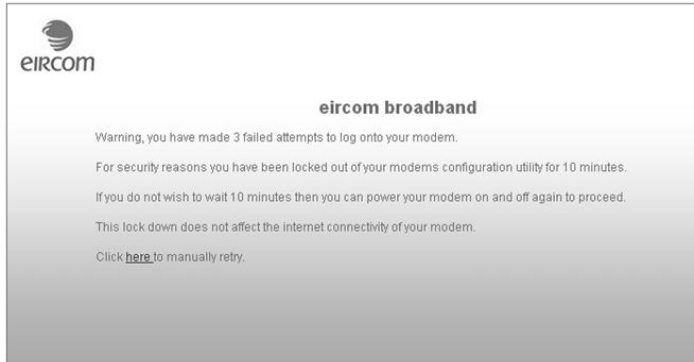 eircom
eircom broadband
Warning, you have made 3 failed attempts to log onto your modem.
For security reasons you have been locked out of your modems configuration utility for 10 minutes.
If you do not wish to wait 10 minutes then you can power your modem on and off again to proceed.
This lock down does not affect the internet connectivity of your modem.
Click here to manually retry.